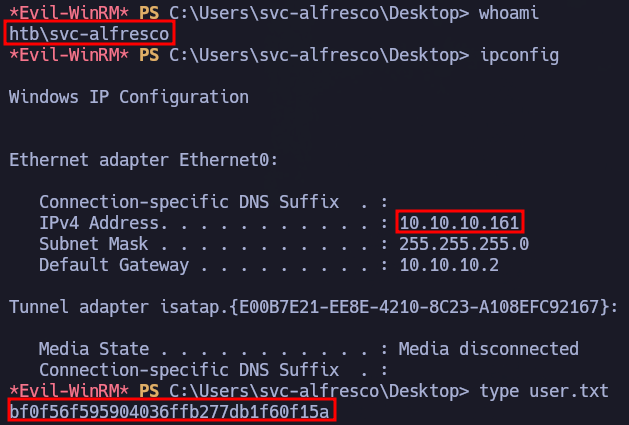 *Evil-WinRM* PS C:\Users\svc-alfresco\Desktop> whoami
htb\svc-alfresco
*Evil-WinRM* PS C:\Users\svc-alfresco\Desktop> ipconfig
Windows IP Configuration
Ethernet adapter Ethernet0:
Connection-specific DNS Suffix  . :
IPv4 Address. . . . . . . . . . . : 10.10.10.161
Subnet Mask . . . . . . . . . . . : 255.255.255.0
Default Gateway . . . . . . . . . : 10.10.10.2
Tunnel adapter isatap.{E00B7E21-EE8E-4210-8C23-A108EFC92167}:
Media State . . . . . . . . . . . : Media disconnected
Connection-specific DNS Suffix  . :
*Evil-WinRM* PS C:\Users\svc-alfresco\Desktop> type user.txt
bf0f56f595904036ffb277db1f60f15a